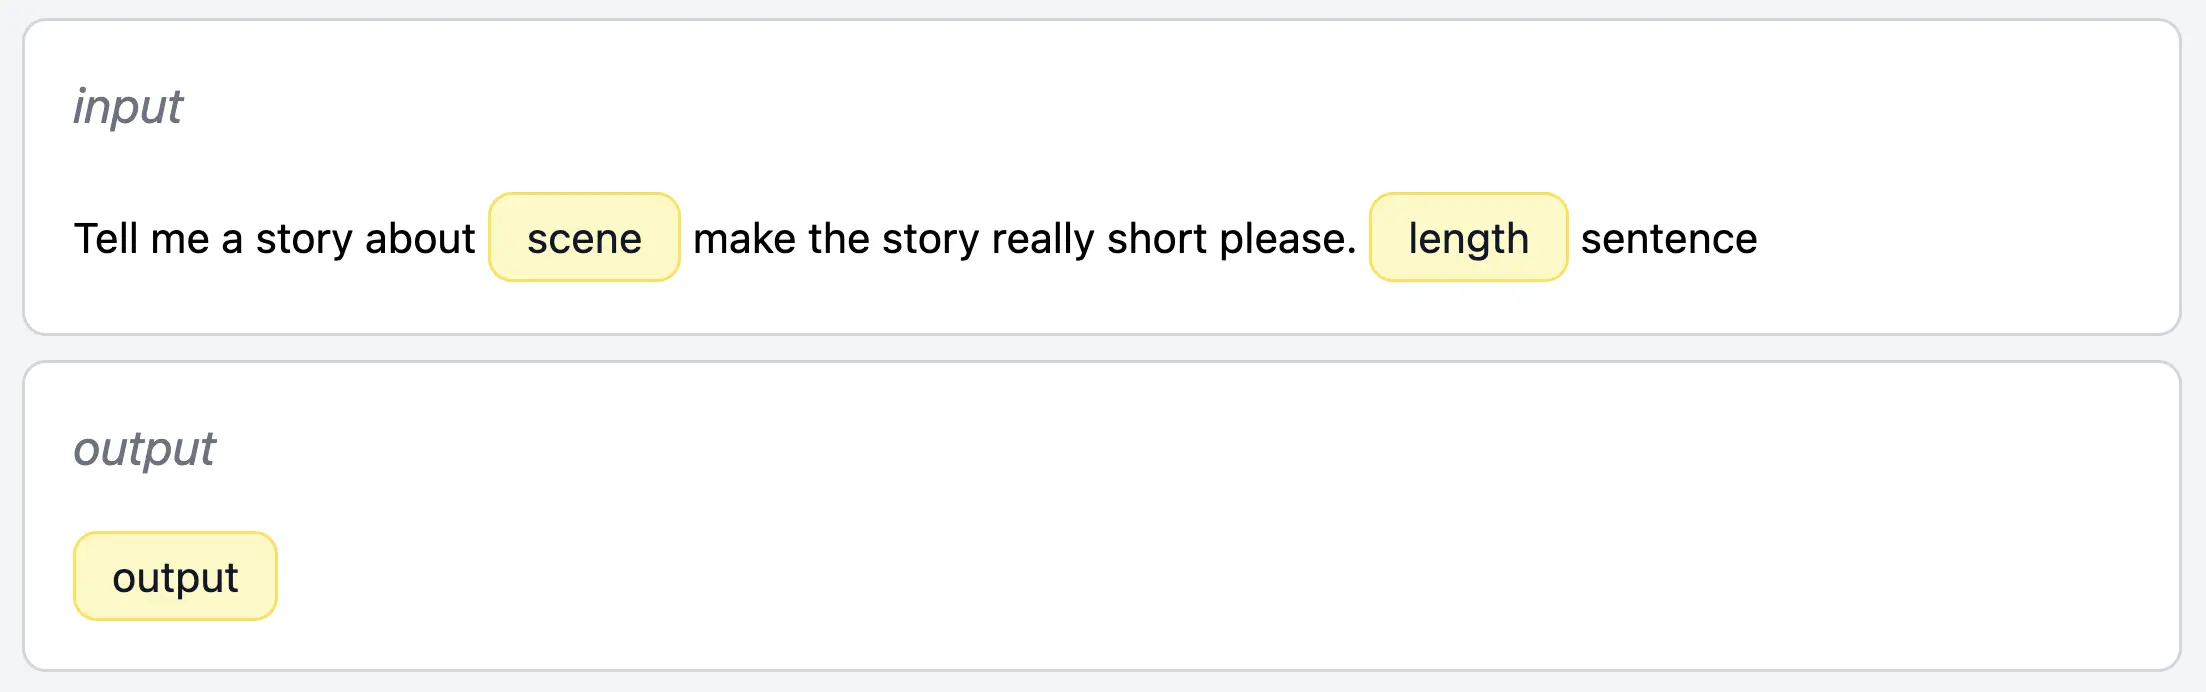 input
Tell me a story about scene make the story really short please. length sentence
output
output